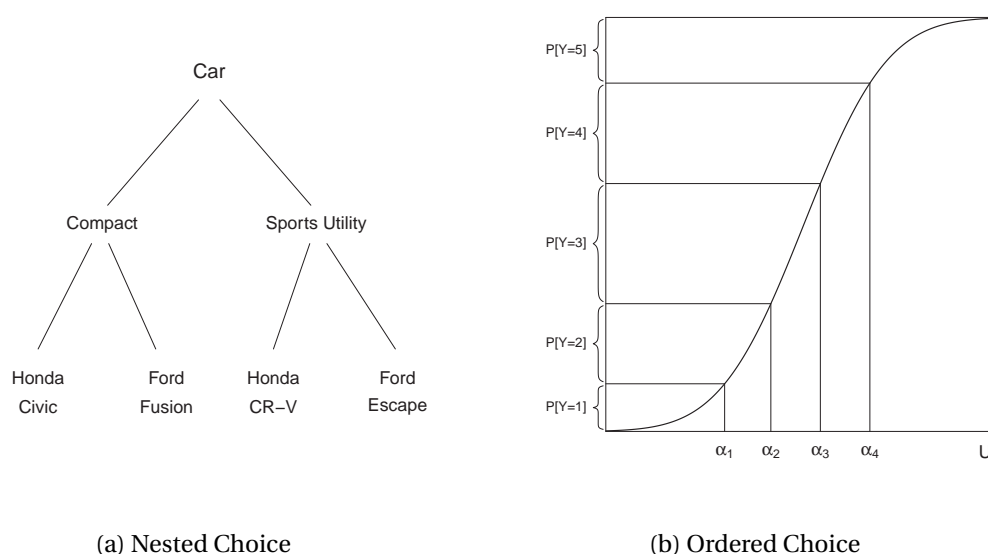 Car
Compact
Sports Utility
Honda
Civic
Ford
Fusion
Honda
CR−V
Ford
Escape
(a) Nested Choice
P[Y=5]
P[Y=4]
P[Y=3]
P[Y=2]
P[Y=1]
α1 α2 α3 α4 U
(b) Ordered Choice